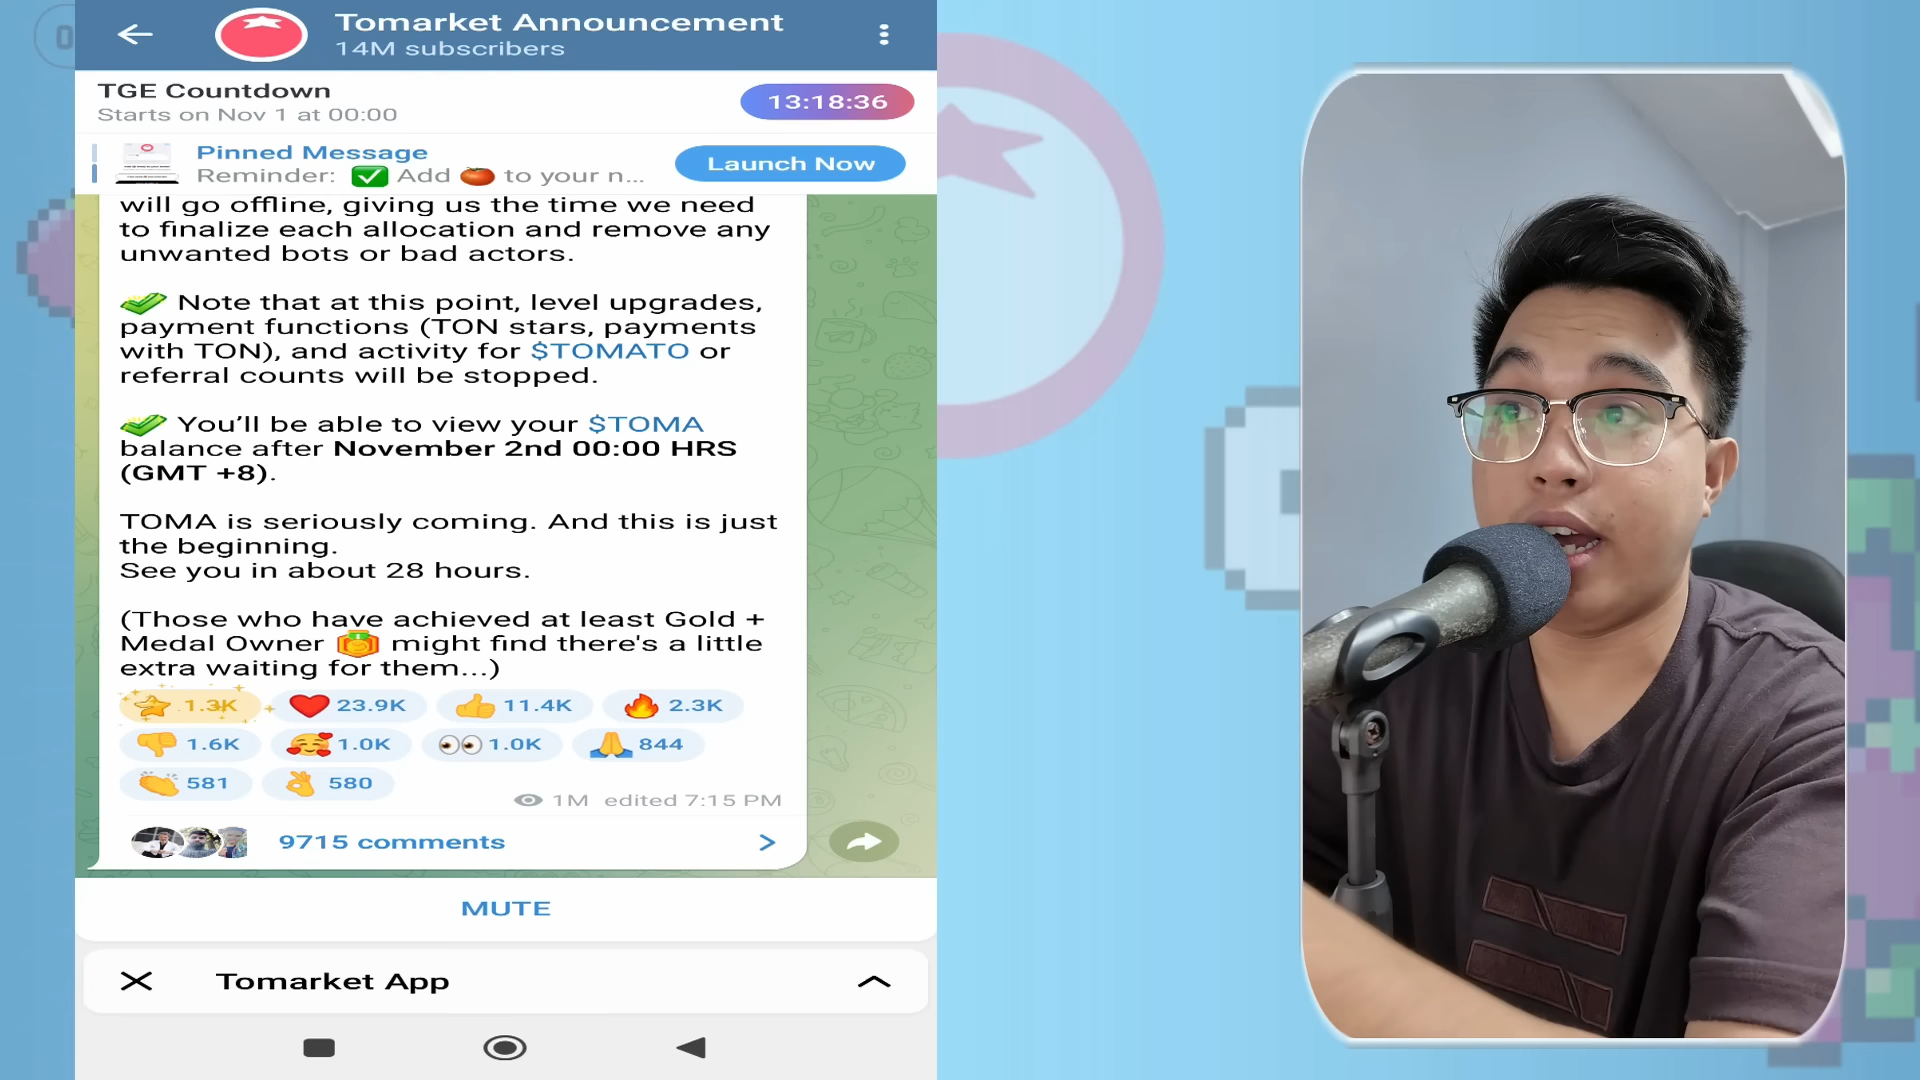 Tomarket Announcement
14M subscribers
TGE Countdown
Starts on Nov 1 at 00:00
13:18:36
Pinned Message
Reminder: ✅ Add 🍅 to your n...
Launch Now
will go offline, giving us the time we need
to finalize each allocation and remove any
unwanted bots or bad actors.
Note that at this point, level upgrades,
payment functions (TON stars, payments
with TON), and activity for $TOMATO or
referral counts will be stopped.
You’ll be able to view your $TOMA
balance after November 2nd 00:00 HRS
(GMT +8).
TOMA is seriously coming. And this is just
the beginning.
See you in about 28 hours.
(Those who have achieved at least Gold +
Medal Owner 🏅 might find there's a little
extra waiting for them...)
1.3K 23.9K 11.4K 2.3K
1.6K 1.0K 1.0K 844
581 580
1M edited 7:15 PM
9715 comments
MUTE
Tomarket App